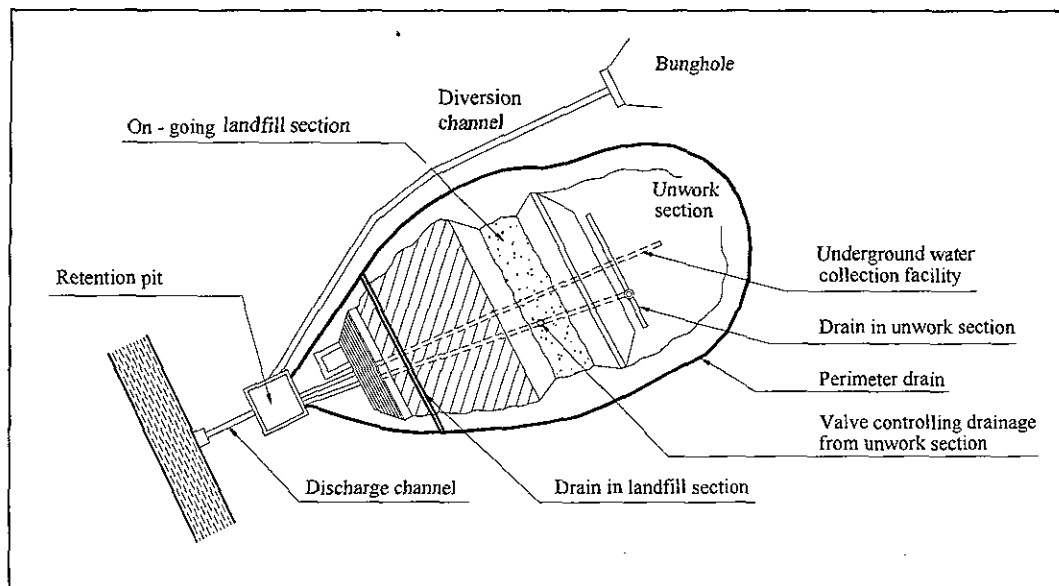 Bunghole
Diversion
channel
On - going landfill section
Unwork
section
Underground water
collection facility
Retention pit
Drain in unwork section
Perimeter drain
Valve controlling drainage
from unwork section
Discharge channel
Drain in landfill section